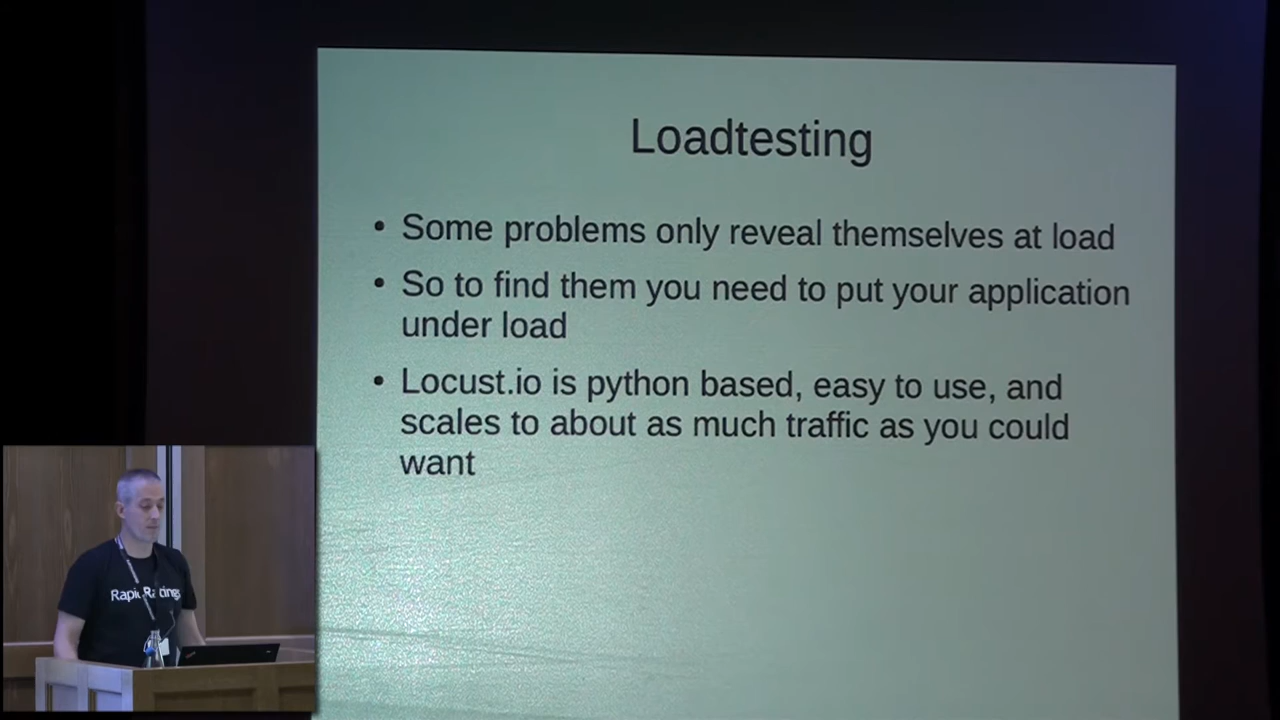 Loadtesting
• Some problems only reveal themselves at load
• So to find them you need to put your application
under load
• Locust.io is python based, easy to use, and
scales to about as much traffic as you could
want